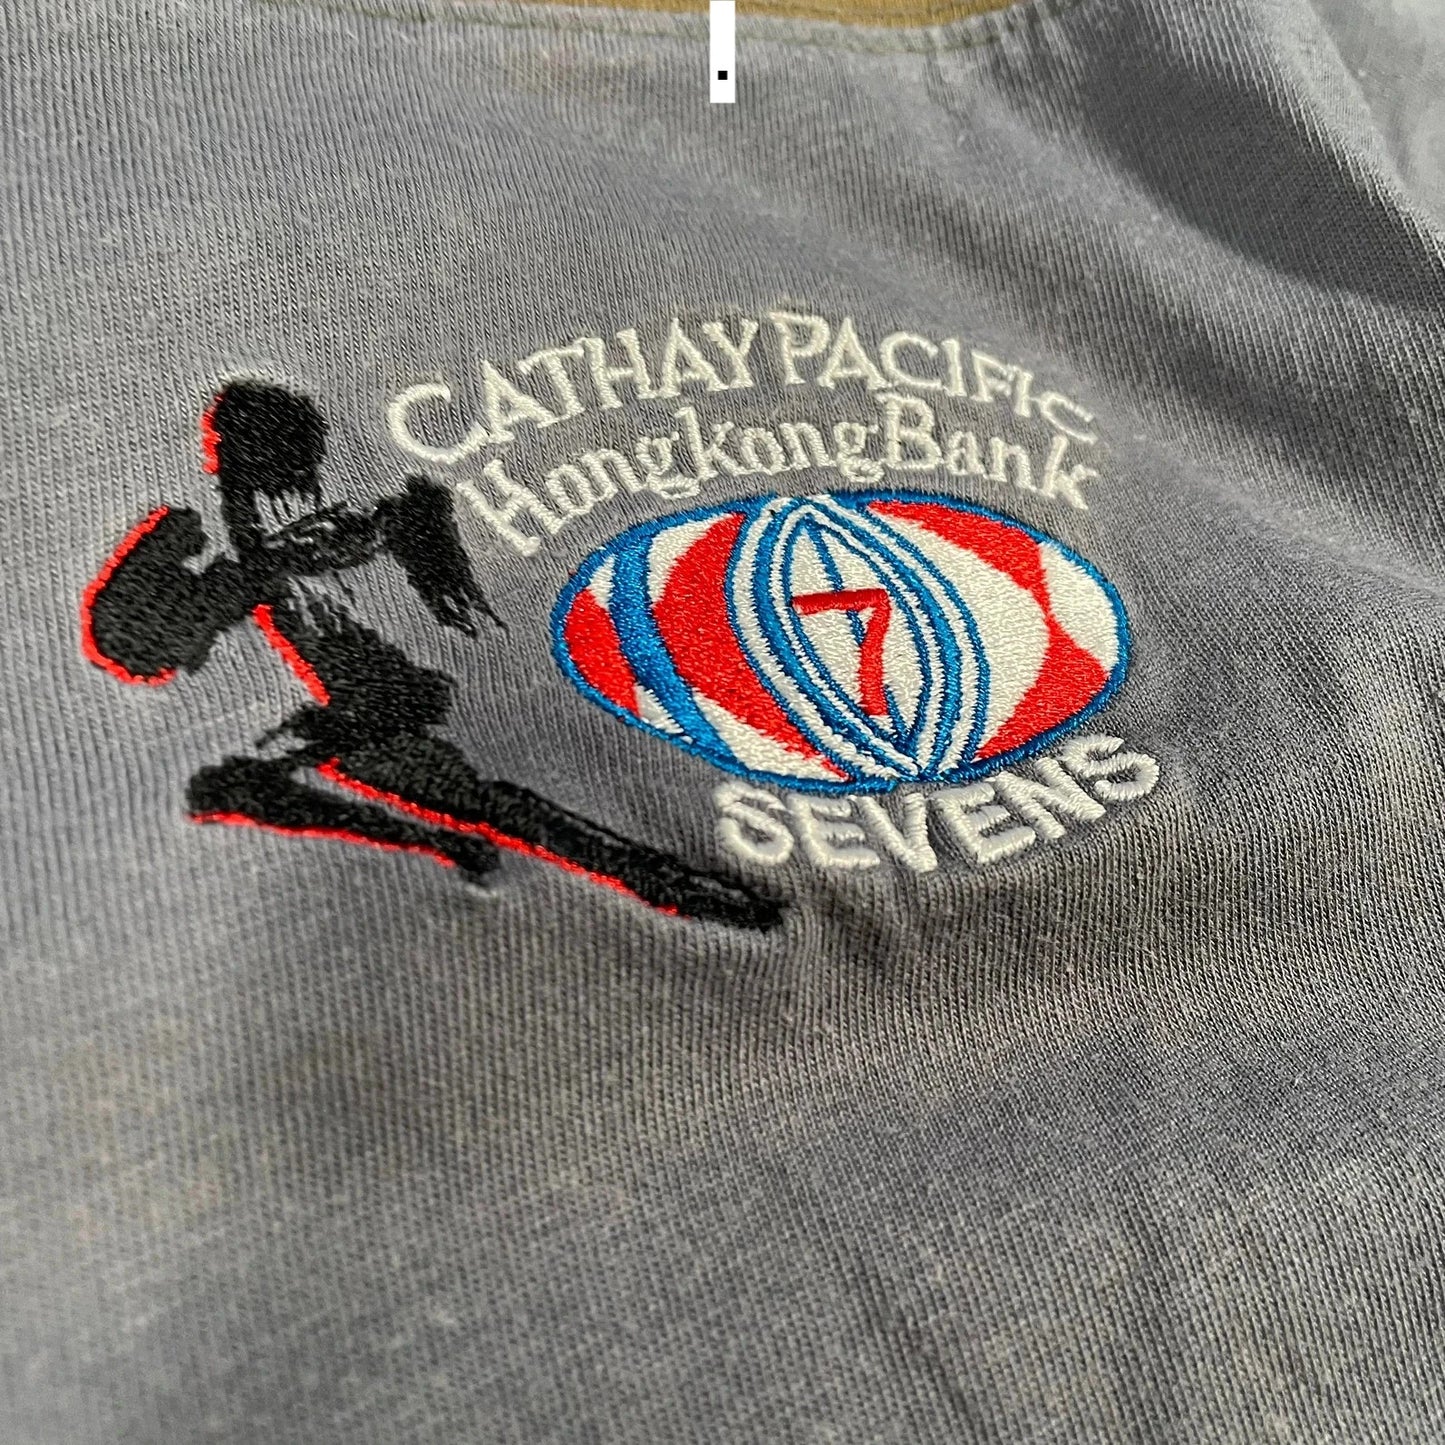 .
CATHAY PACIFIC
HongkongBank
7
SEVENS